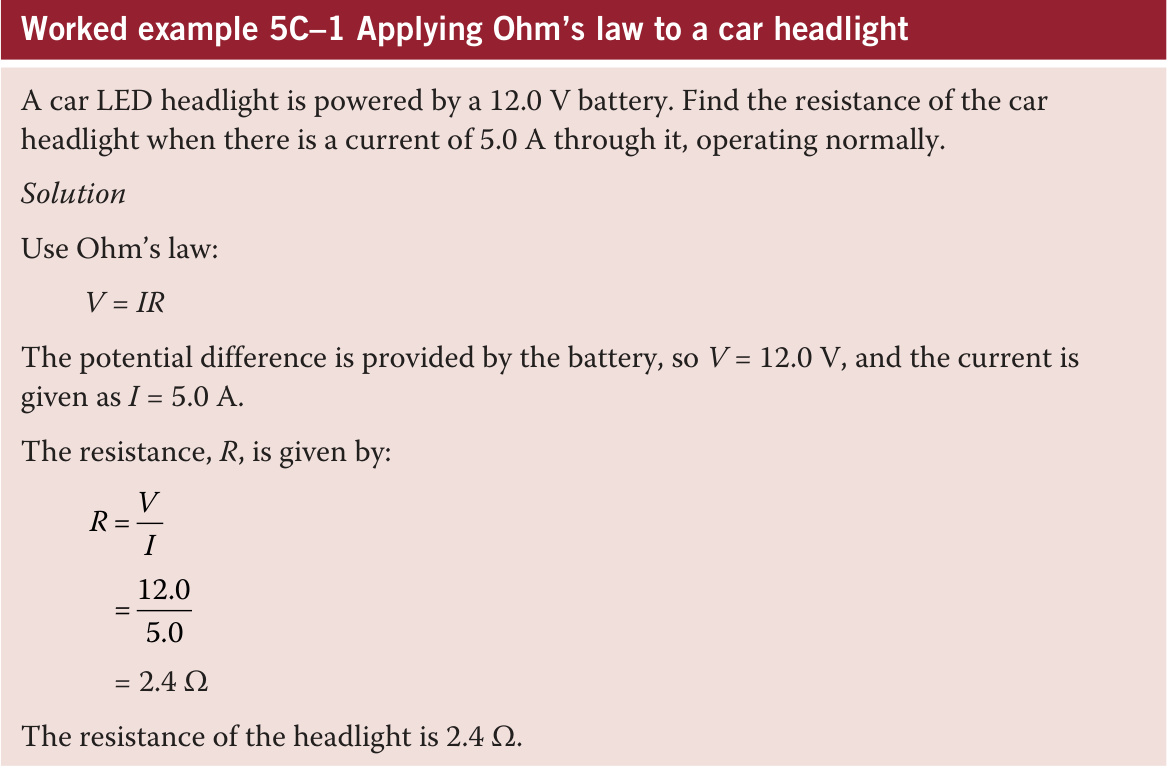 Worked example 5C–1 Applying Ohm’s law to a car headlight
A car LED headlight is powered by a 12.0 V battery. Find the resistance of the car
headlight when there is a current of 5.0 A through it, operating normally.
Solution
Use Ohm’s law:
V = IR
The potential difference is provided by the battery, so V = 12.0 V, and the current is
given as I = 5.0 A.
The resistance, R, is given by:
R = V/I
= 12.0/5.0
= 2.4 Ω
The resistance of the headlight is 2.4 Ω.